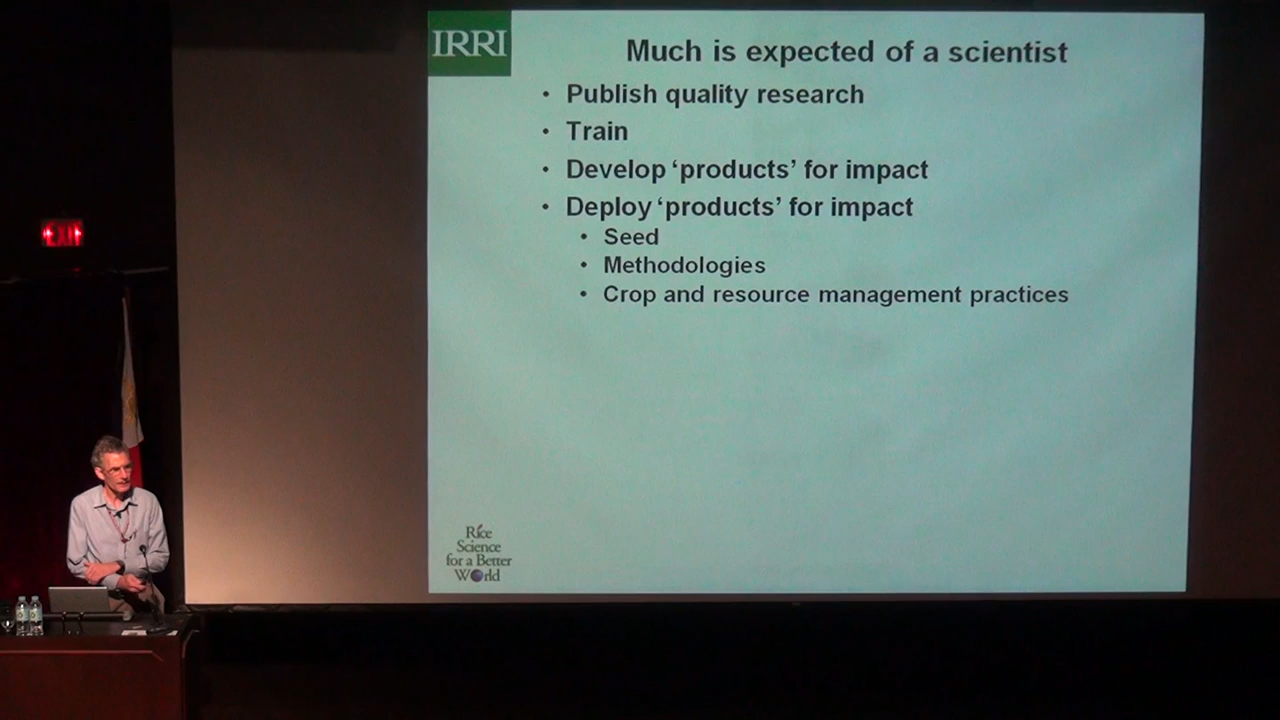 IRRI
Much is expected of a scientist
• Publish quality research
• Train
• Develop ‘products’ for impact
• Deploy ‘products’ for impact
• Seed
• Methodologies
• Crop and resource management practices
Rice
Science
for a Better
World
EXIT